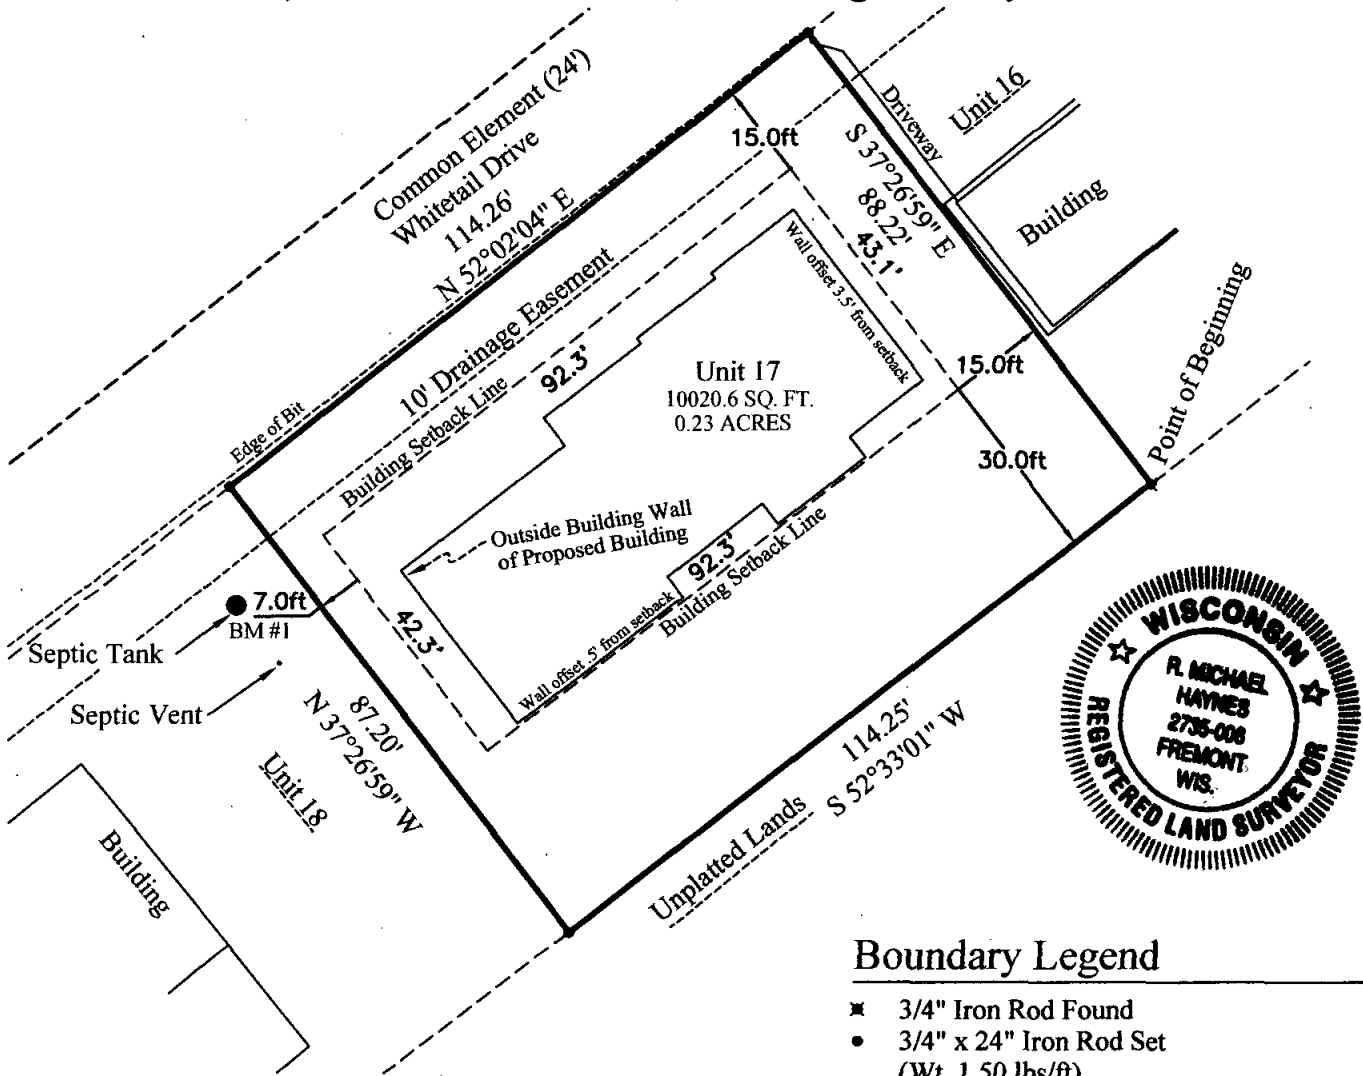 Common Element (24')
Whitetail Drive
114.26'
N 52°02'04" E
15.0ft
Driveway
Unit 16
S 37°26'59" E
88.22'
43.1'
Building
Wall offset 3.5' from setback
10' Drainage Easement
Building Setback Line
92.3'
Edge of Bit
Unit 17
10020.6 SQ. FT.
0.23 ACRES
15.0ft
30.0ft
Point of Beginning
Outside Building Wall
of Proposed Building
92.3'
Building Setback Line
Wall offset .5' from setback
42.3'
7.0ft
BM #1
Septic Tank
Septic Vent
87.20'
N 37°26'59" W
Unit 18
Building
114.25'
S 52°33'01" W
Unplatted Lands
WISCONSIN
R. MICHAEL
HAYNES
2735-008
FREMONT
WIS.
REGISTERED LAND SURVEYOR
Boundary Legend
3/4" Iron Rod Found
3/4" x 24" Iron Rod Set
(Wt. 1.50 lbs/ft)